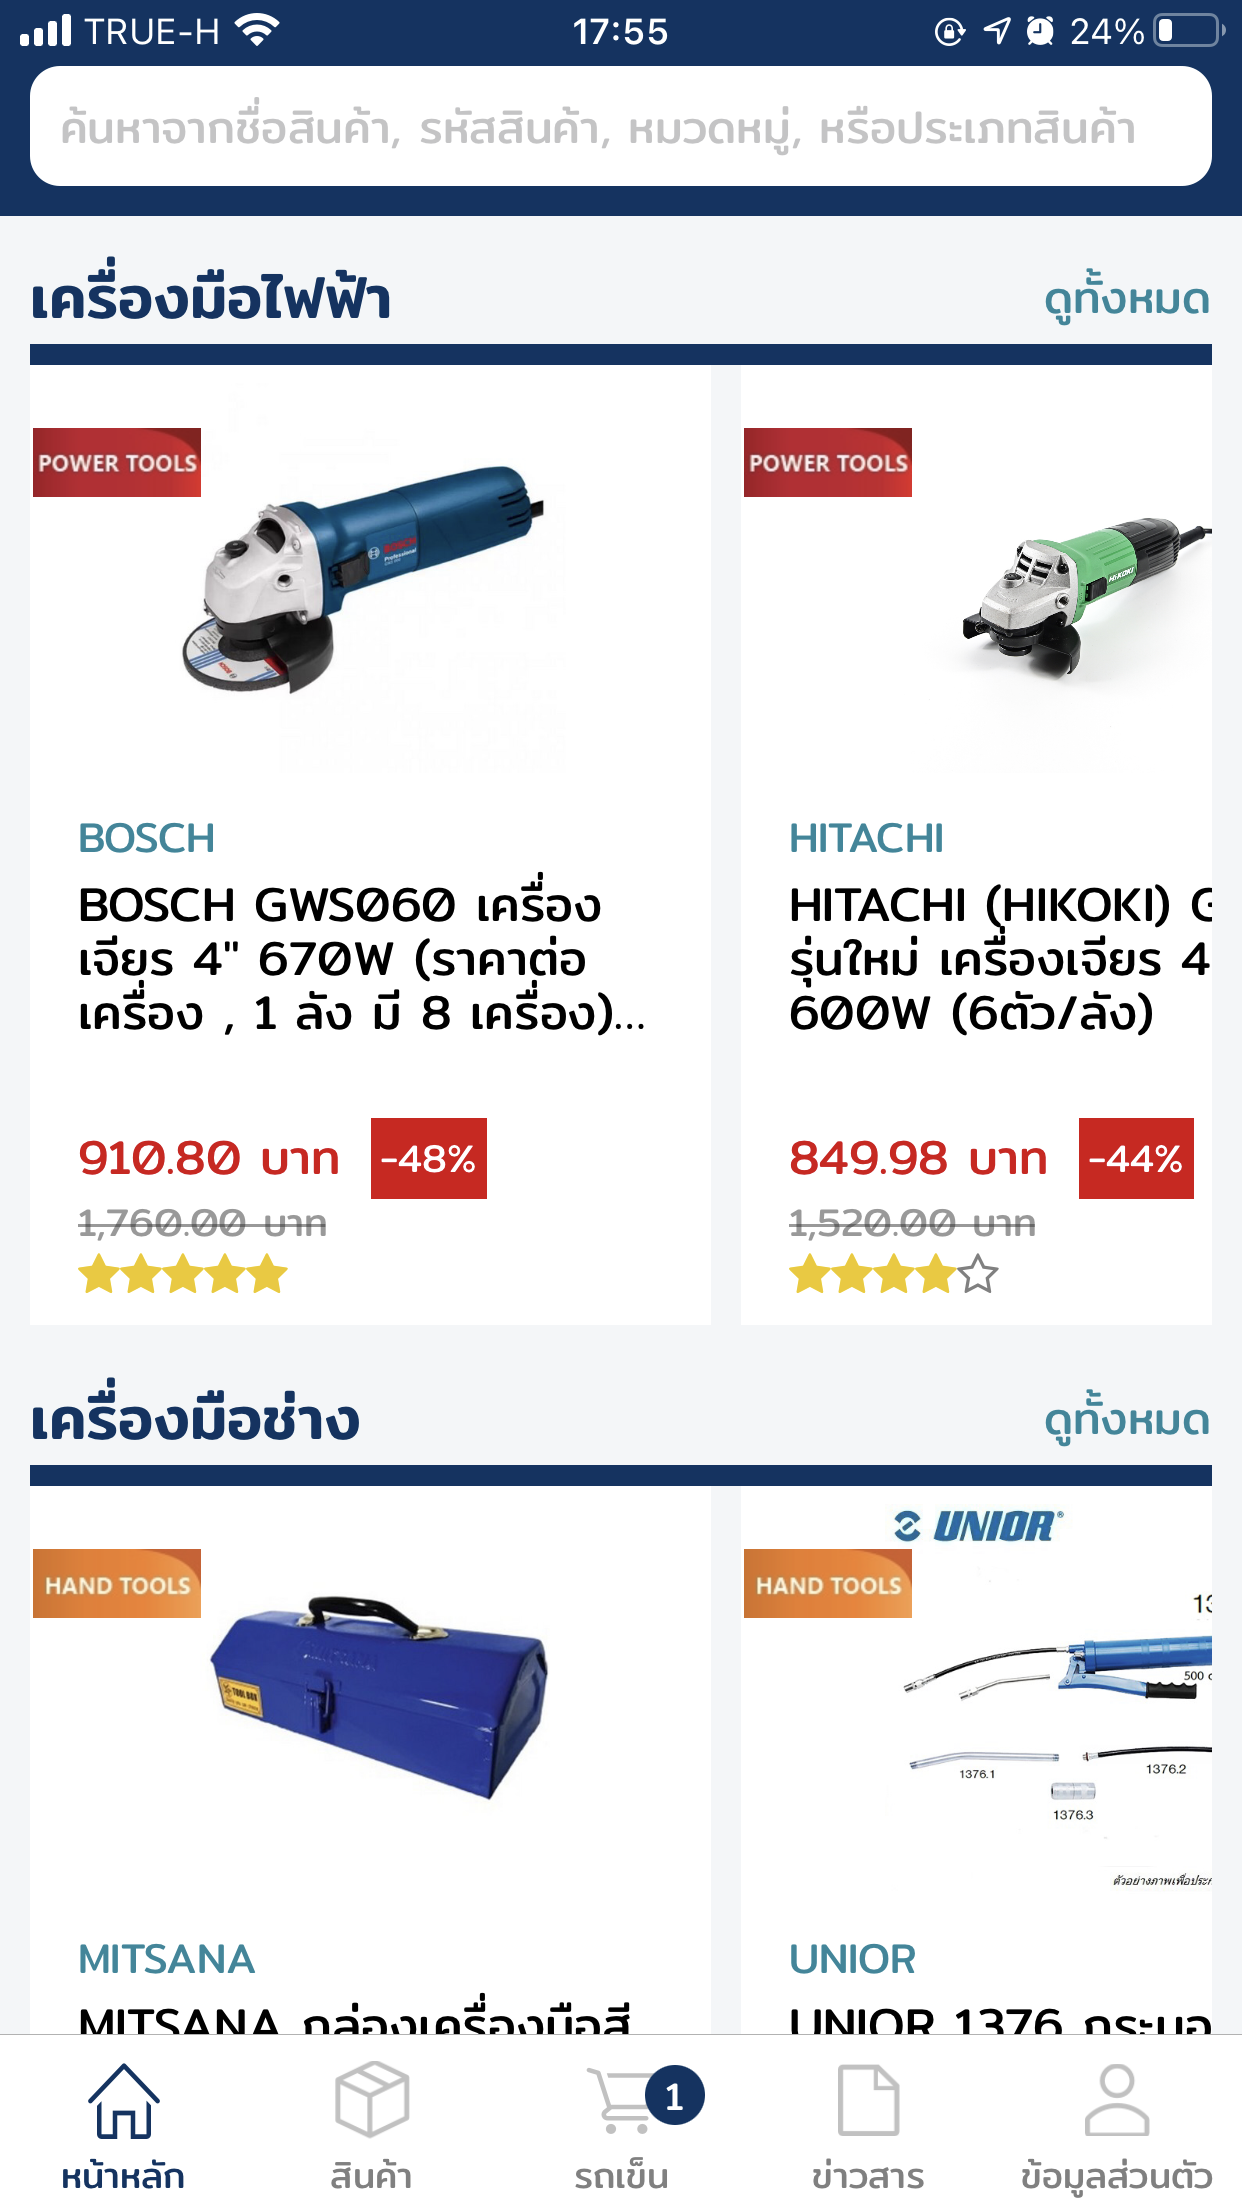 TRUE-H
17:55
24%
ค้นหาจากชื่อสินค้า, รหัสสินค้า, หมวดหมู่, หรือประเภทสินค้า
เครื่องมือไฟฟ้า
ดูทั้งหมด
POWER TOOLS
BOSCH
Professional
BOSCH
BOSCH GWS060 เครื่อง
เจียร 4" 670W (ราคาต่อ
เครื่อง , 1 ลัง มี 8 เครื่อง)...
910.80 บาท
-48%
1,760.00 บาท
POWER TOOLS
HiKOKI
HITACHI
HITACHI (HIKOKI) G
รุ่นใหม่ เครื่องเจียร 4
600W (6ตัว/ลัง)
849.98 บาท
-44%
1,520.00 บาท
เครื่องมือช่าง
ดูทั้งหมด
HAND TOOLS
TOOL BOX
MITSANA
MITSANA กล่องเครื่องมือสี
HAND TOOLS
UNIOR®
13
500 c
1376.1
1376.2
1376.3
ตัวอย่างภาพเพื่อประก
UNIOR
UNIOR 1376 กระบอ
1
หน้าหลัก
สินค้า
รถเข็น
ข่าวสาร
ข้อมูลส่วนตัว